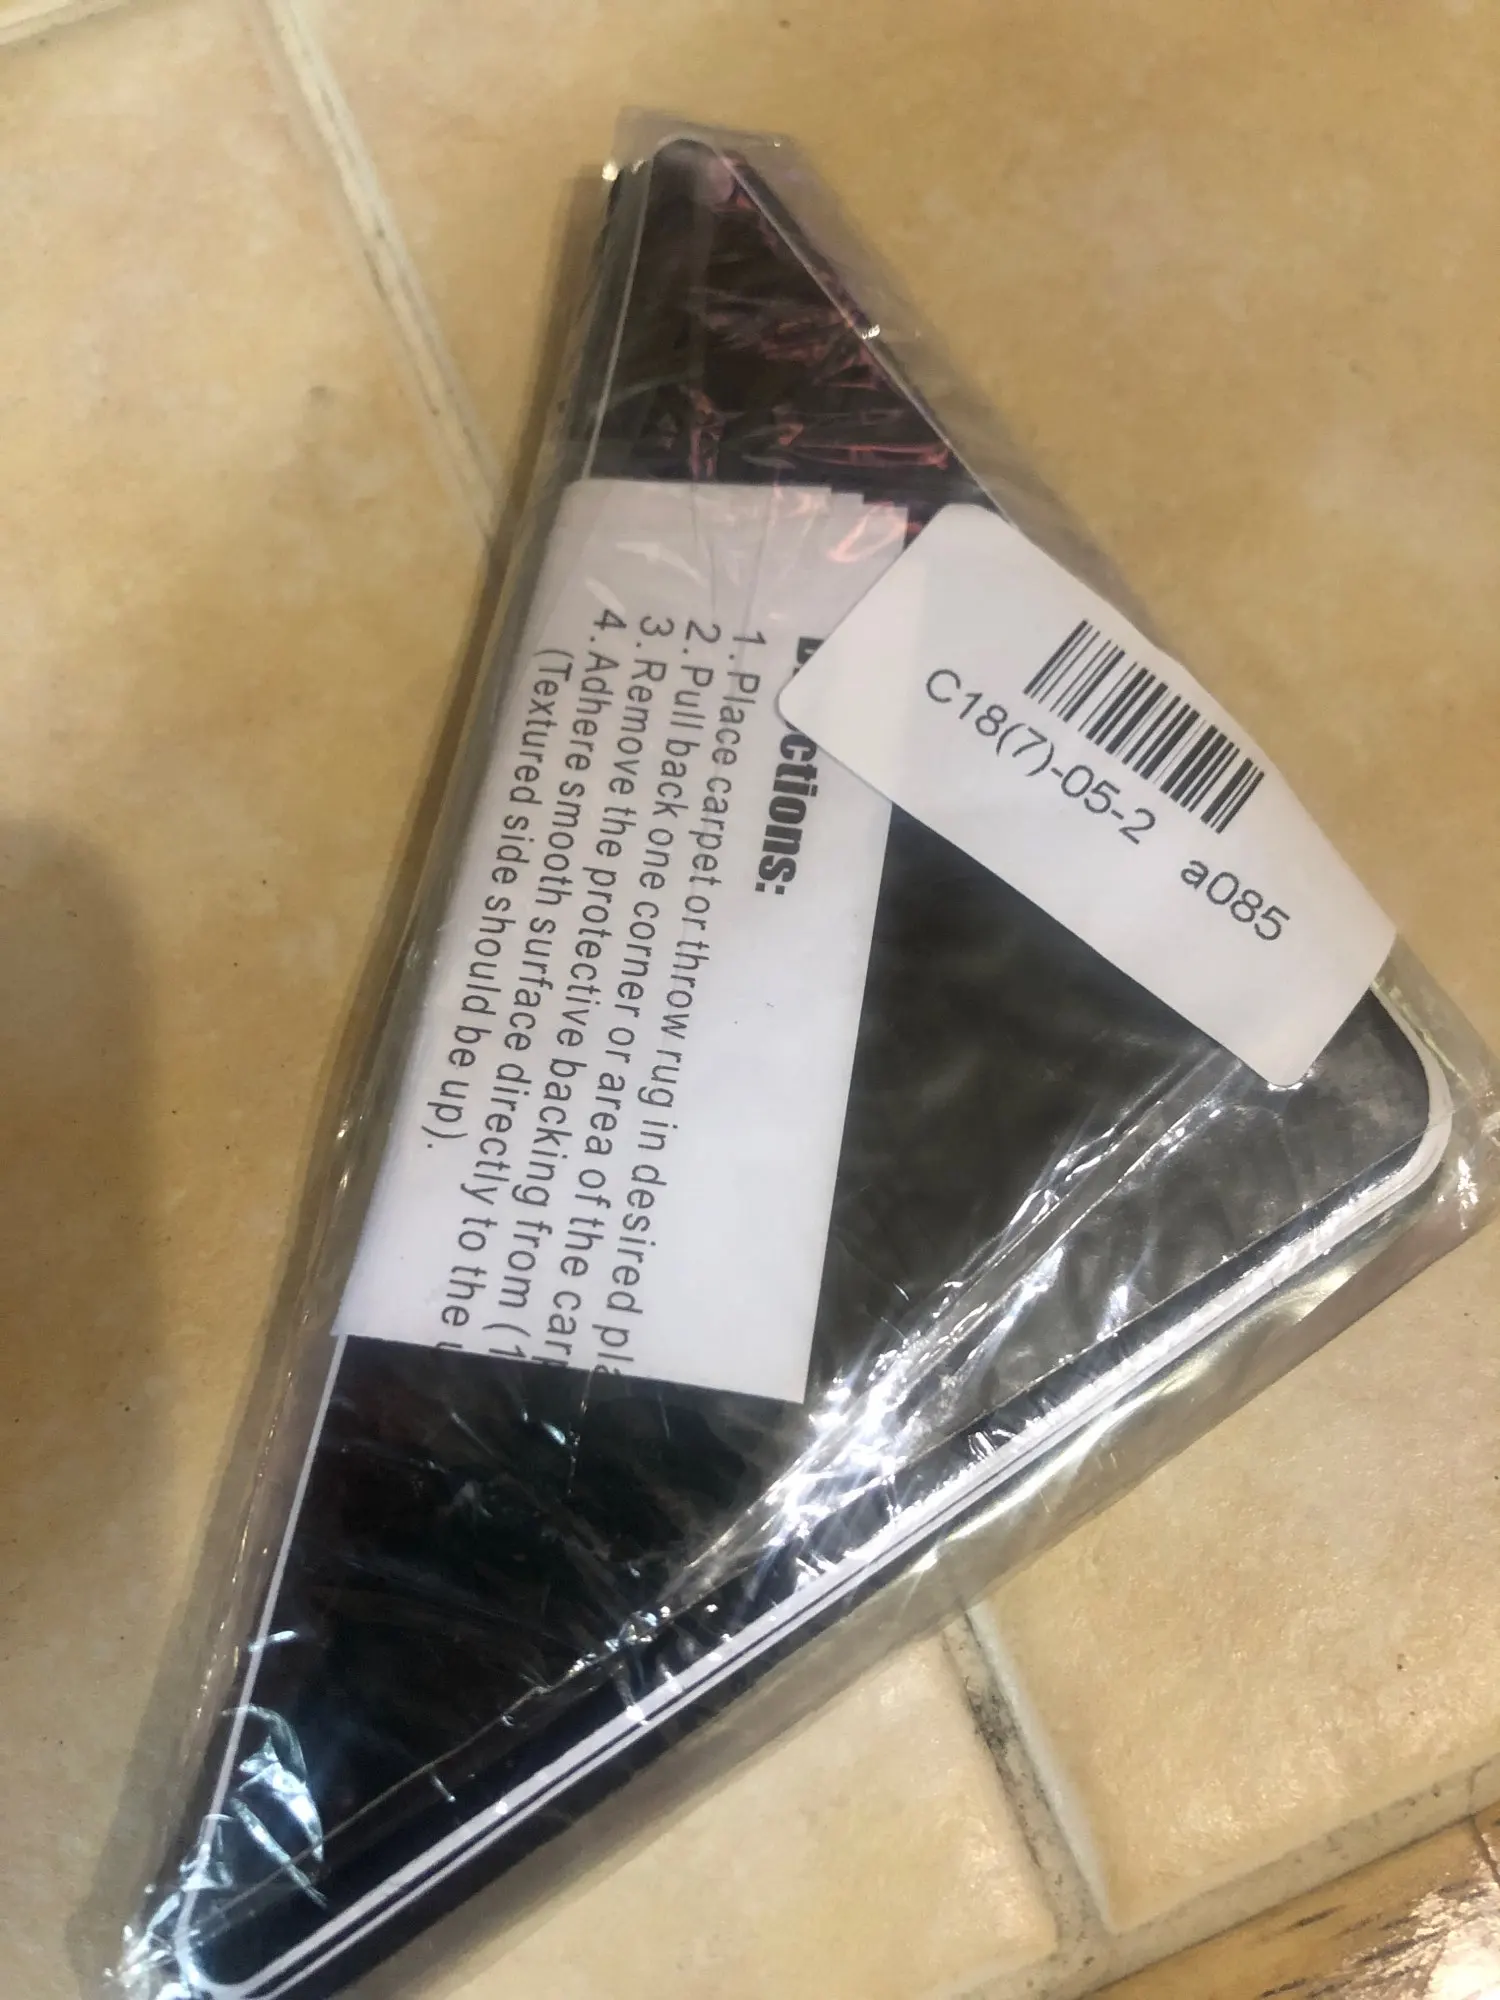 C18(7)-05-2 a085
ctions:
1. Place carpet or throw rug in desired
2. Pull back one corner or area of the
3. Remove the protective backing from (1
4. Adhere smooth surface directly to the
(Textured side should be up).